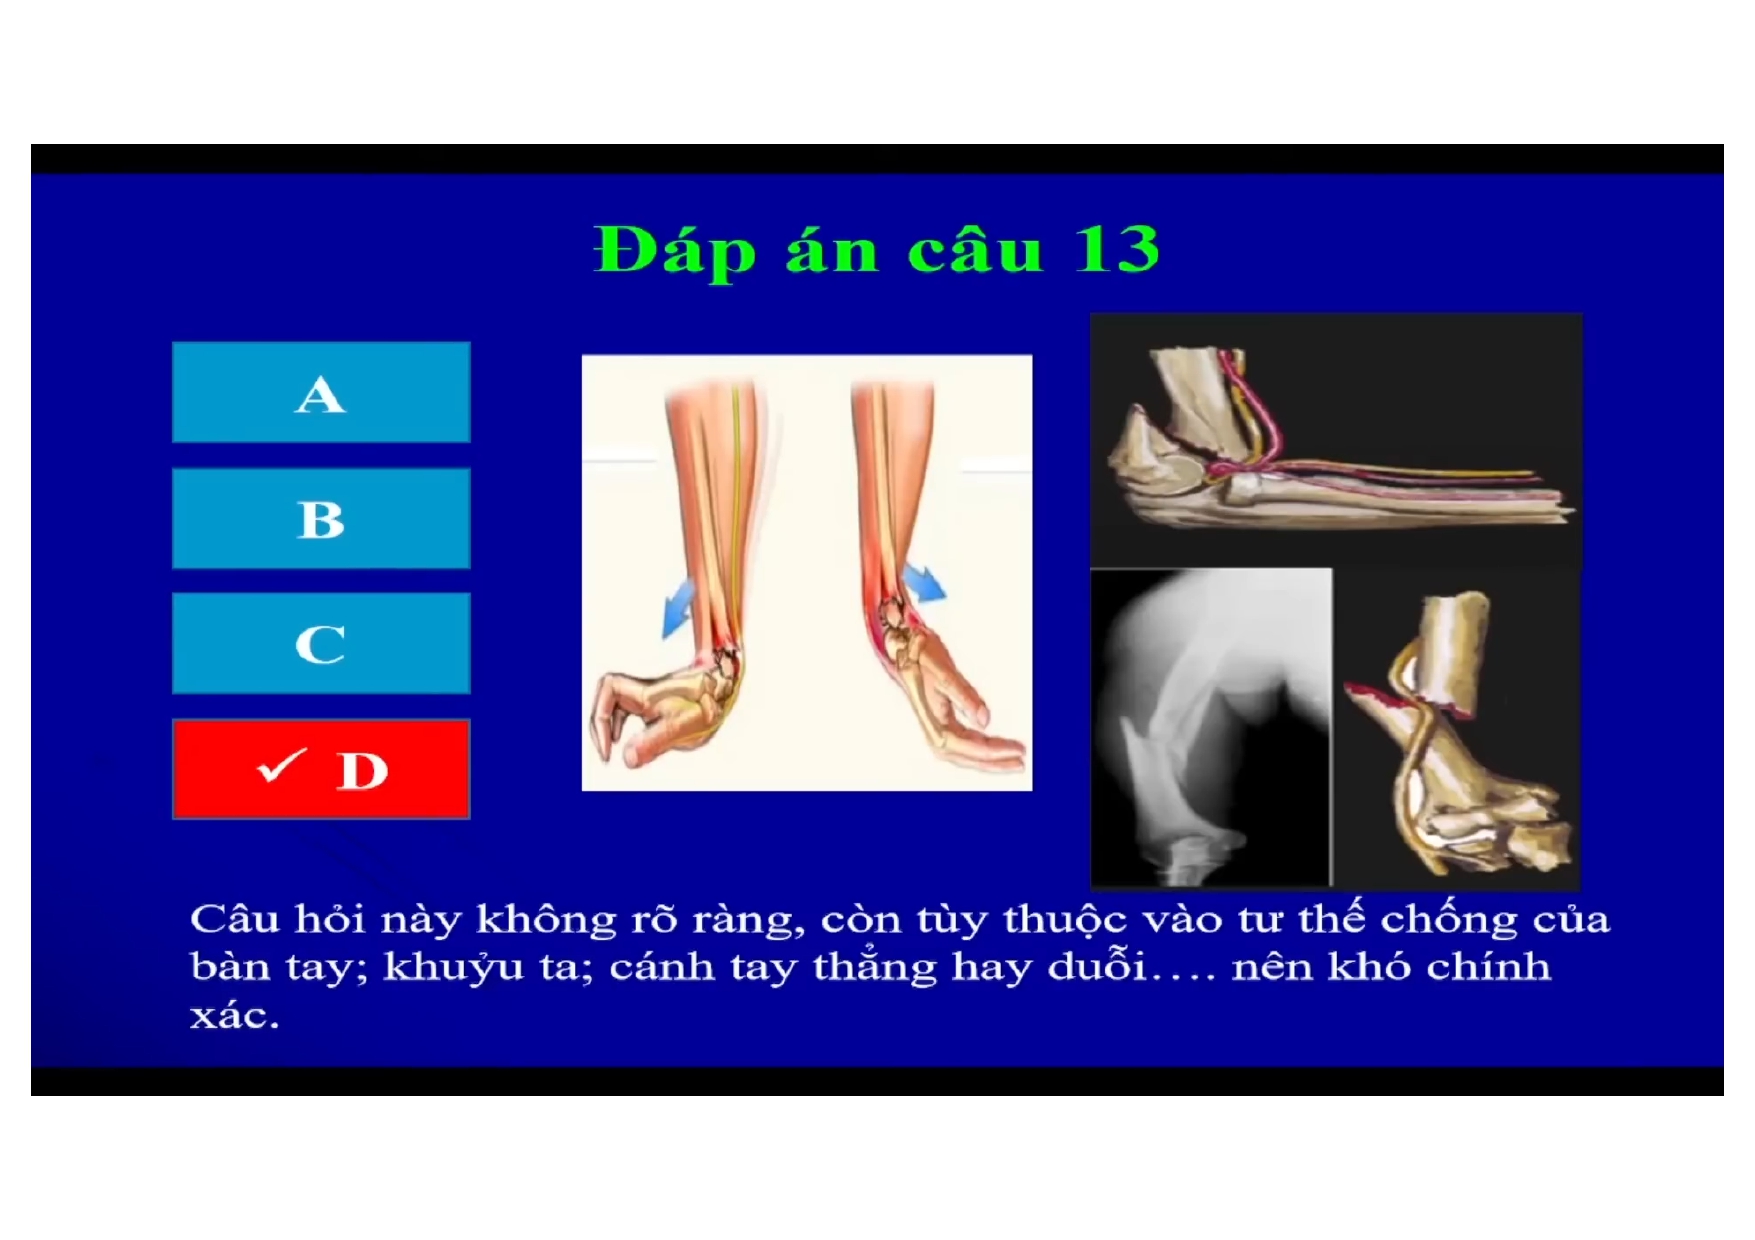 Đáp án câu 13
A
B
C
✓ D
Câu hỏi này không rõ ràng, còn tùy thuộc vào tư thế chống của
bàn tay; khuỷu ta; cánh tay thẳng hay duỗi…. nên khó chính
xác.